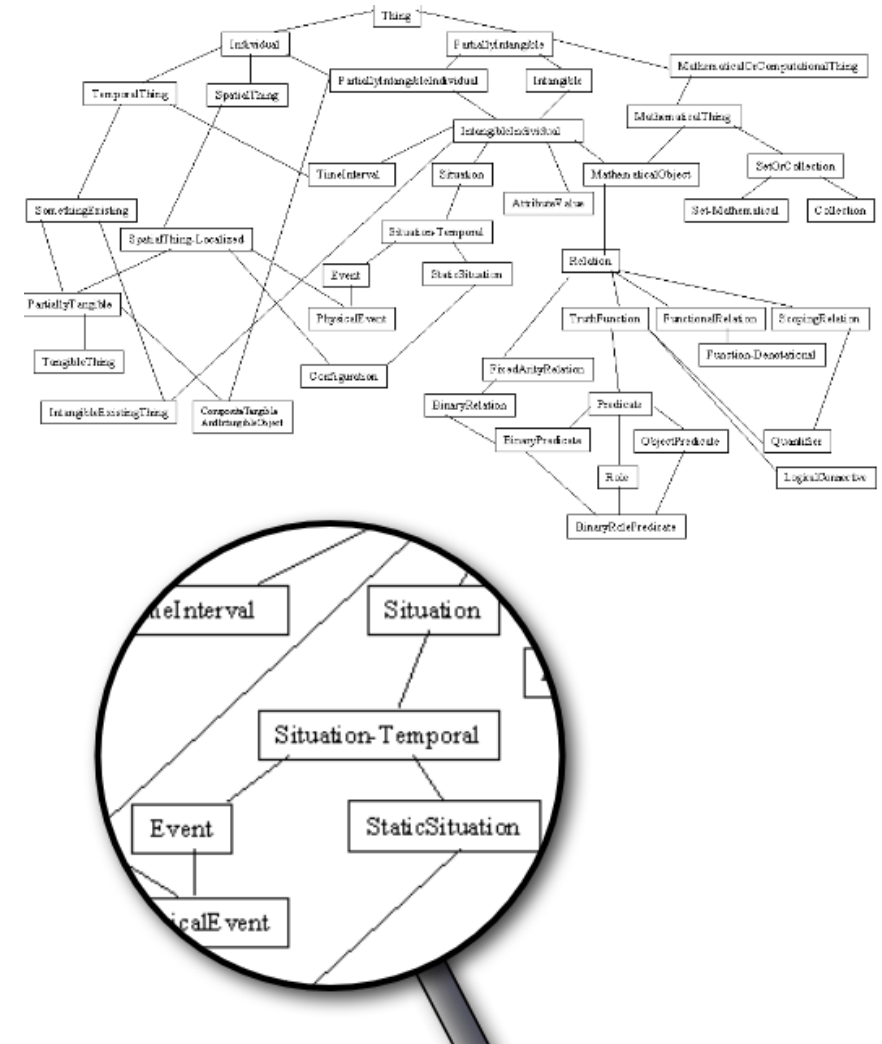 Thing
Individual
PartiallyIntangible
MathematicalOrComputationalThing
PartiallyIntangibleIndividual
Intangible
TemporalThing
SpatialThing
MathematicalThing
IntangibleIndividual
SetOrCollection
TimeInterval
Situation
MathematicalObject
AttributeValue
Set-Mathematical
Collection
SomethingExisting
SpatialThing-Localized
Situation-Temporal
Relation
Event
StaticSituation
PartiallyTangible
PhysicalEvent
TruthFunction
FunctionalRelation
ScopingRelation
TangibleThing
Function-Denotational
Configuration
FixedArityRelation
IntangibleExistingThing
CompositeTangible
AndIntangibleObject
BinaryRelation
Predicate
BinaryPredicate
ObjectPredicate
Quantifier
Role
LogicalConnective
BinaryRolePredicate
neInterval
Situation
Situation-Temporal
Event
StaticSituation
icalEvent